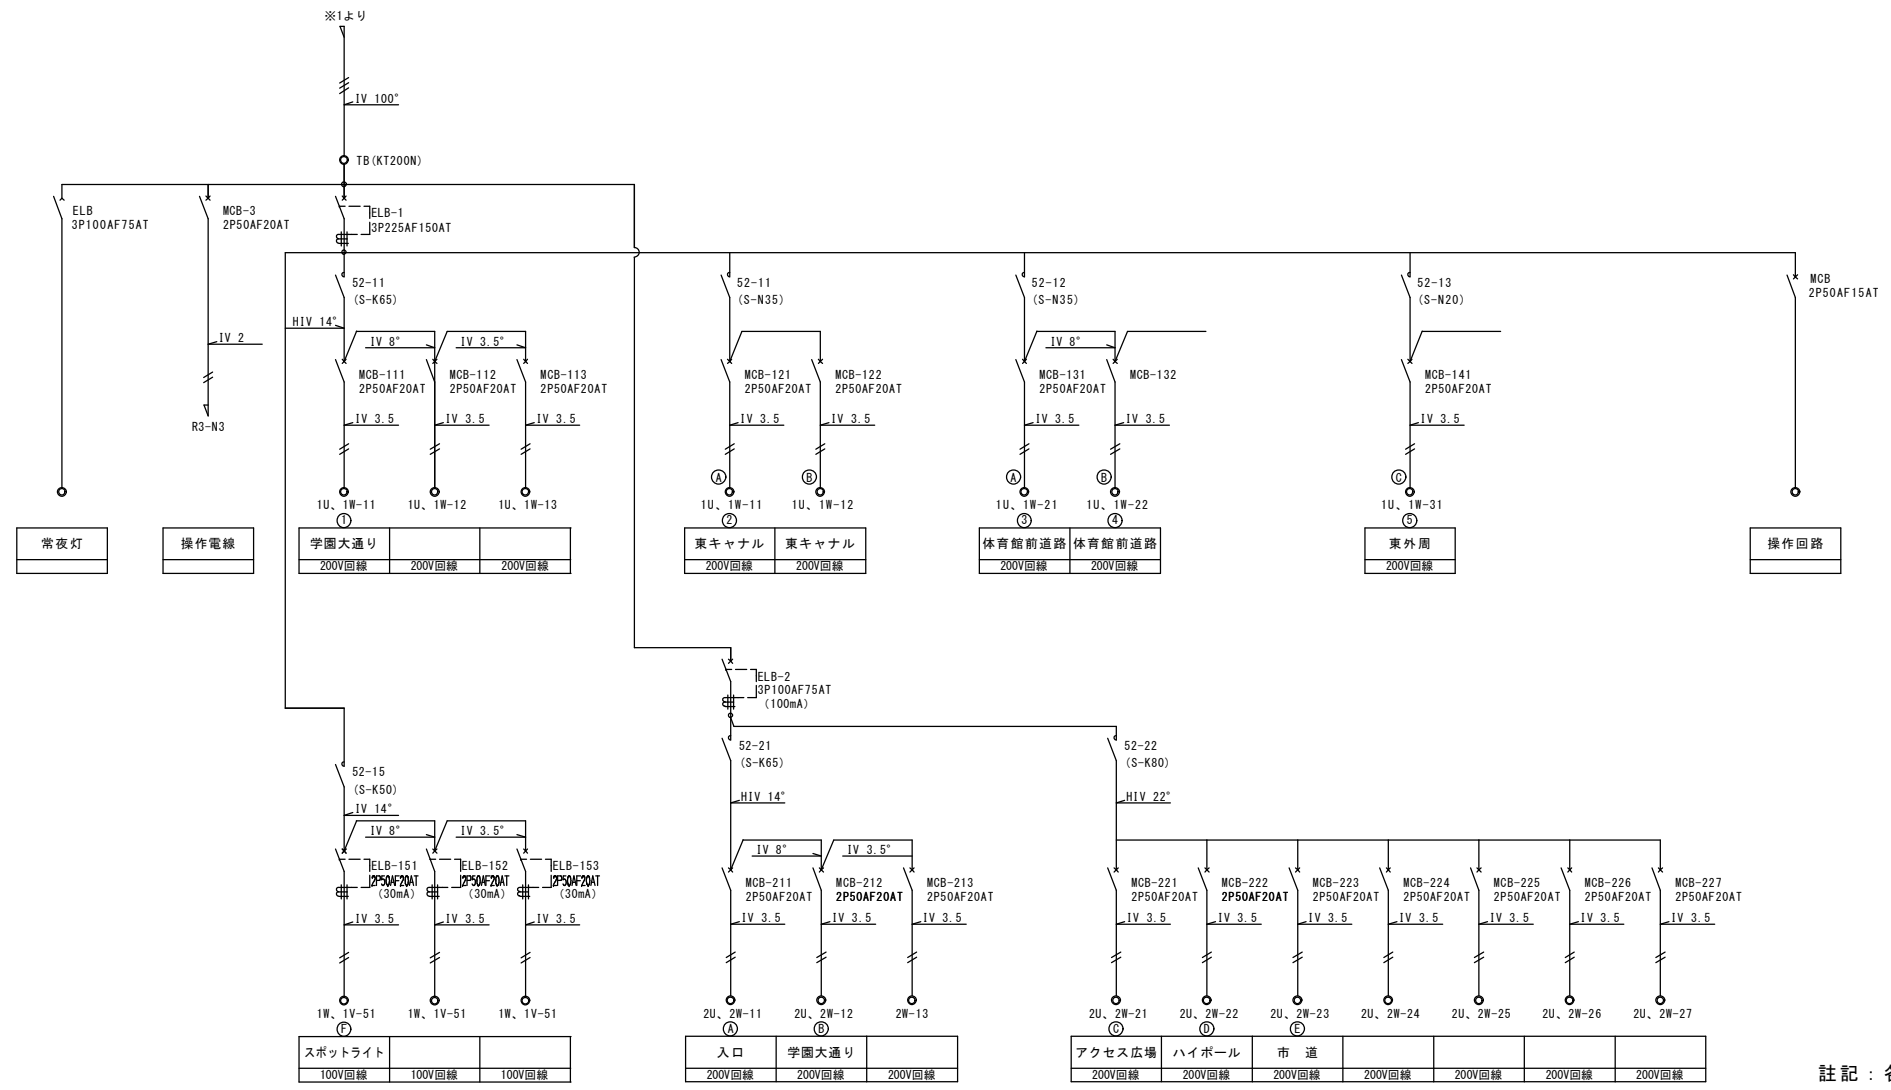 ※1より
IV 100°
TB(KT200N)
ELB
3P100AF75AT
MCB-3
2P50AF20AT
ELB-1
3P225AF150AT
52-11
(S-K65)
52-11
(S-N35)
52-12
(S-N35)
52-13
(S-N20)
MCB
2P50AF15AT
HIV 14°
IV 2
IV 8°
IV 3.5°
IV 8°
MCB-111
2P50AF20AT
MCB-112
2P50AF20AT
MCB-113
2P50AF20AT
MCB-121
2P50AF20AT
MCB-122
2P50AF20AT
MCB-131
2P50AF20AT
MCB-132
MCB-141
2P50AF20AT
IV 3.5
IV 3.5
IV 3.5
IV 3.5
IV 3.5
IV 3.5
IV 3.5
IV 3.5
R3-N3
Ⓐ
Ⓑ
Ⓐ
Ⓑ
Ⓒ
1U、1W-11
1U、1W-12
1U、1W-13
1U、1W-11
1U、1W-12
1U、1W-21
1U、1W-22
1U、1W-31
①
②
③
④
⑤
常夜灯
操作電線
学園大通り
東キャナル
東キャナル
体育館前道路
体育館前道路
東外周
操作回路
200V回線
200V回線
200V回線
200V回線
200V回線
200V回線
200V回線
200V回線
ELB-2
3P100AF75AT
(100mA)
52-15
(S-K50)
52-21
(S-K65)
52-22
(S-K80)
IV 14°
HIV 14°
HIV 22°
IV 8°
IV 3.5°
IV 8°
IV 3.5°
ELB-151
2P50AF20AT
(30mA)
ELB-152
2P50AF20AT
(30mA)
ELB-153
2P50AF20AT
(30mA)
MCB-211
2P50AF20AT
MCB-212
2P50AF20AT
MCB-213
2P50AF20AT
MCB-221
2P50AF20AT
MCB-222
2P50AF20AT
MCB-223
2P50AF20AT
MCB-224
2P50AF20AT
MCB-225
2P50AF20AT
MCB-226
2P50AF20AT
MCB-227
2P50AF20AT
IV 3.5
IV 3.5
IV 3.5
IV 3.5
IV 3.5
IV 3.5
IV 3.5
IV 3.5
IV 3.5
IV 3.5
IV 3.5
IV 3.5
IV 3.5
1W、1V-51
1W、1V-51
1W、1V-51
2U、2W-11
2U、2W-12
2W-13
2U、2W-21
2U、2W-22
2U、2W-23
2U、2W-24
2U、2W-25
2U、2W-26
2U、2W-27
Ⓕ
Ⓐ
Ⓑ
Ⓒ
Ⓓ
Ⓔ
スポットライト
入口
学園大通り
アクセス広場
ハイポール
市 道
100V回線
100V回線
100V回線
200V回線
200V回線
200V回線
200V回線
200V回線
200V回線
200V回線
200V回線
200V回線
200V回線
註記：